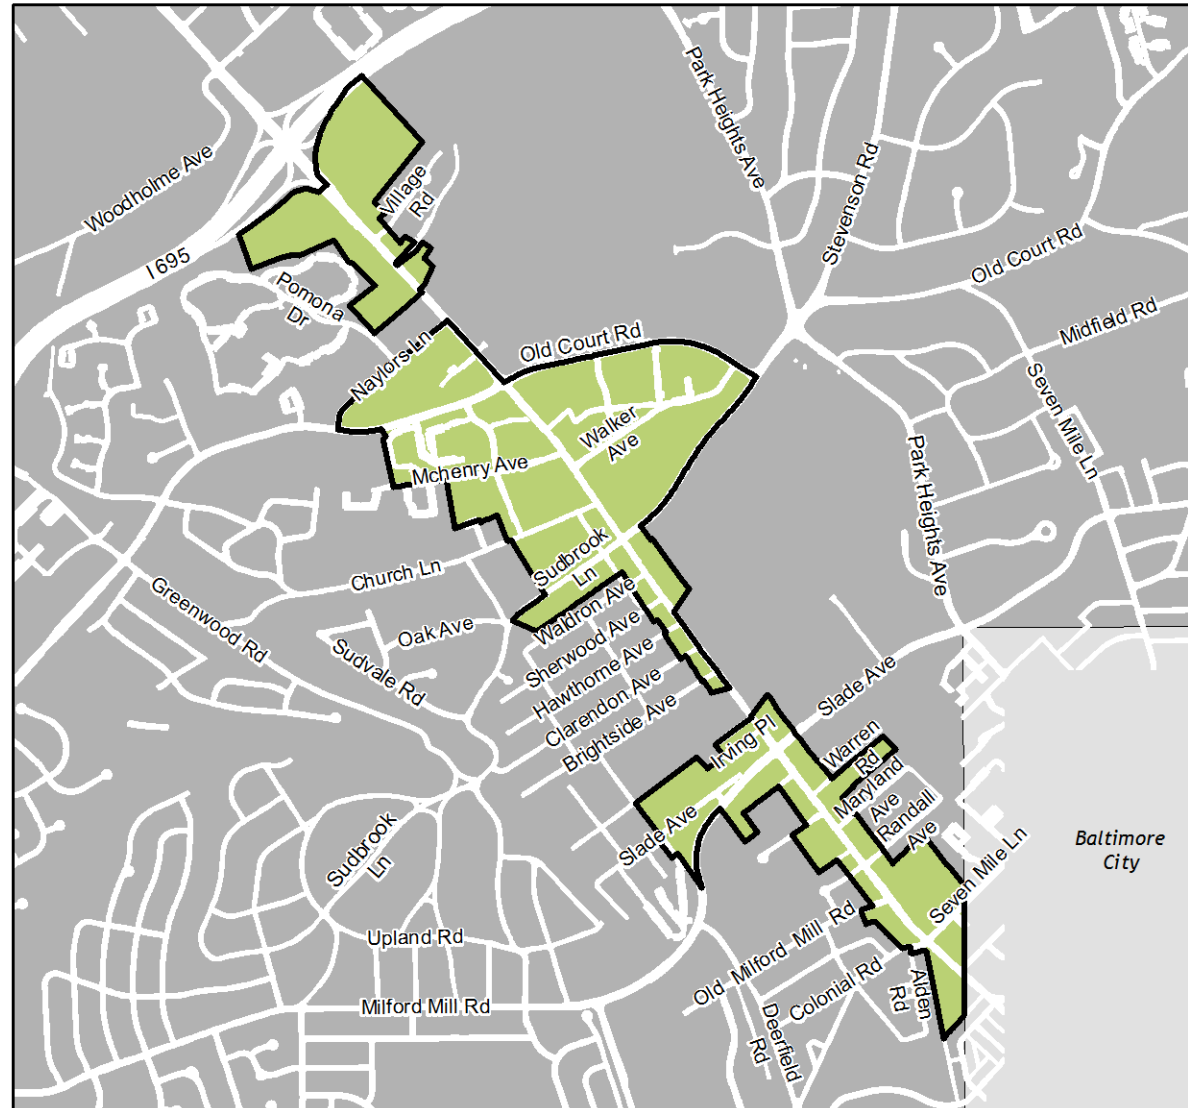 Park Heights Ave
Woodholme Ave
Village
Rd
Stevenson Rd
Old Court Rd
I 695
Pomona
Dr
Midfield Rd
Old Court Rd
Naylors Ln
Seven Mile Ln
Walker
Ave
Mchenry Ave
Park Heights Ave
Sudbrook
Ln
Church Ln
Greenwood Rd
Waldron Ave
Oak Ave
Sherwood Ave
Sudvale Rd
Hawthorne Ave
Clarendon Ave
Slade Ave
Brightside Ave
Irving Pl
Warren
Rd
Maryland
Ave
Randall
Ave
Slade Ave
Sudbrook
Ln
Baltimore
City
Seven Mile Ln
Upland Rd
Old Milford Mill Rd
Colonial Rd
Alden
Rd
Milford Mill Rd
Deerfield
Rd